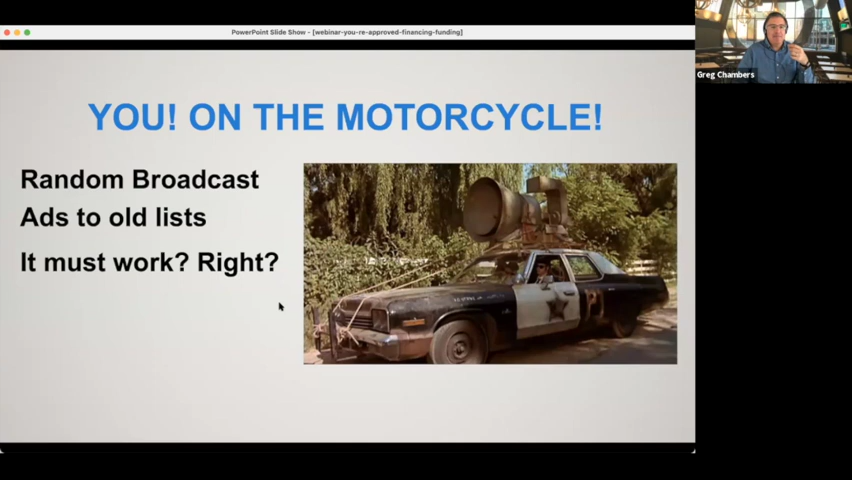 PowerPoint Slide Show - [webinar-you-re-approved-financing-funding]
Greg Chambers
YOU! ON THE MOTORCYCLE!
Random Broadcast
Ads to old lists
It must work? Right?